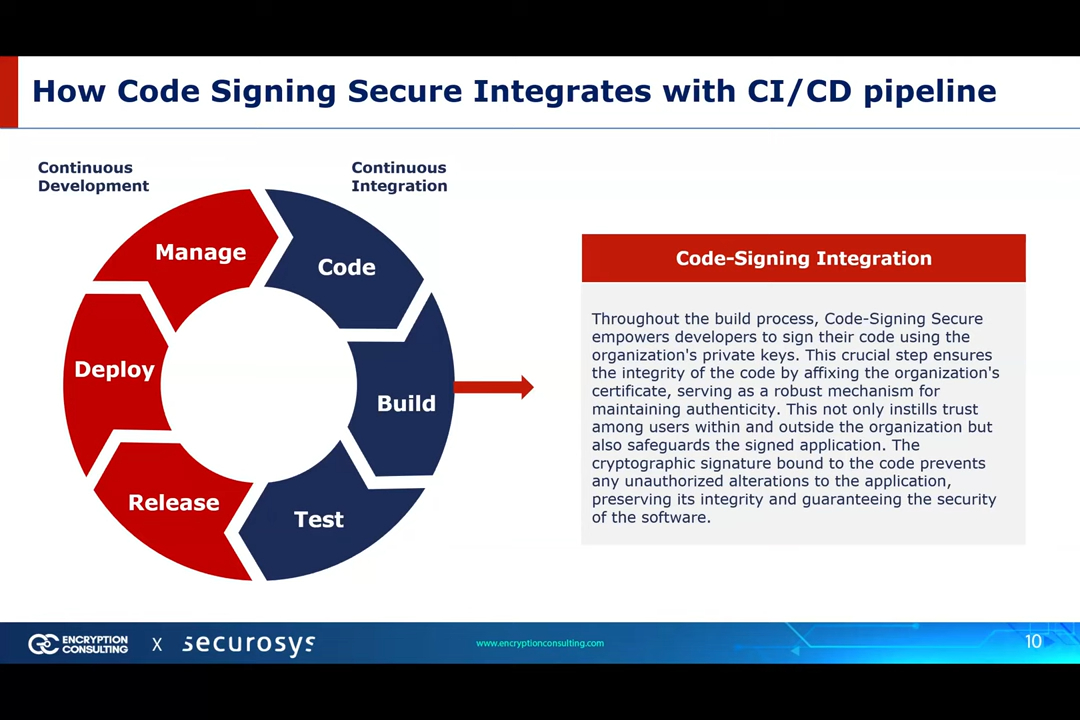 How Code Signing Secure Integrates with CI/CD pipeline
Continuous
Development
Continuous
Integration
Manage
Code
Deploy
Build
Release
Test
Code-Signing Integration
Throughout the build process, Code-Signing Secure
empowers developers to sign their code using the
organization's private keys. This crucial step ensures
the integrity of the code by affixing the organization's
certificate, serving as a robust mechanism for
maintaining authenticity. This not only instills trust
among users within and outside the organization but
also safeguards the signed application. The
cryptographic signature bound to the code prevents
any unauthorized alterations to the application,
preserving its integrity and guaranteeing the security
of the software.
ENCRYPTION
CONSULTING
X
securosys
www.encryptionconsulting.com
10